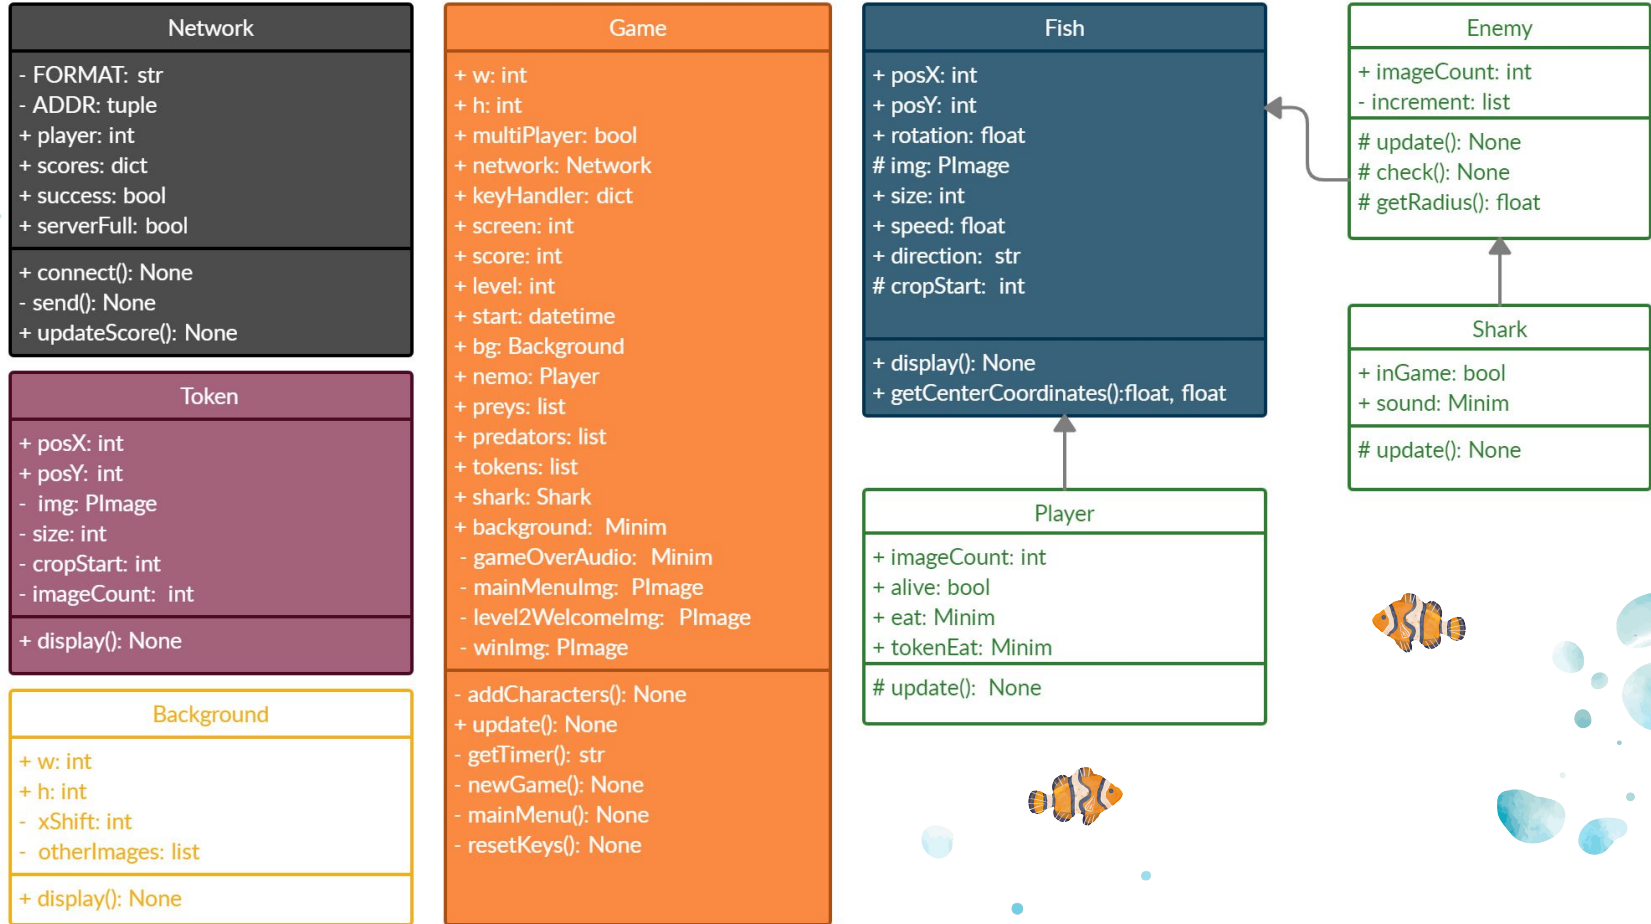 Network
- FORMAT: str
- ADDR: tuple
+ player: int
+ scores: dict
+ success: bool
+ serverFull: bool
+ connect(): None
- send(): None
+ updateScore(): None
Token
+ posX: int
+ posY: int
- img: PImage
- size: int
- cropStart: int
- imageCount: int
+ display(): None
Background
+ w: int
+ h: int
- xShift: int
- otherImages: list
+ display(): None
Game
+ w: int
+ h: int
+ multiPlayer: bool
+ network: Network
+ keyHandler: dict
+ screen: int
+ score: int
+ level: int
+ start: datetime
+ bg: Background
+ nemo: Player
+ preys: list
+ predators: list
+ tokens: list
+ shark: Shark
+ background: Minim
- gameOverAudio: Minim
- mainMenuImg: PImage
- level2WelcomeImg: PImage
- winImg: PImage
- addCharacters(): None
+ update(): None
- getTimer(): str
- newGame(): None
- mainMenu(): None
- resetKeys(): None
Fish
+ posX: int
+ posY: int
+ rotation: float
# img: PImage
+ size: int
+ speed: float
+ direction: str
# cropStart: int
+ display(): None
+ getCenterCoordinates():float, float
Player
+ imageCount: int
+ alive: bool
+ eat: Minim
+ tokenEat: Minim
# update(): None
Enemy
+ imageCount: int
- increment: list
# update(): None
# check(): None
# getRadius(): float
Shark
+ inGame: bool
+ sound: Minim
# update(): None